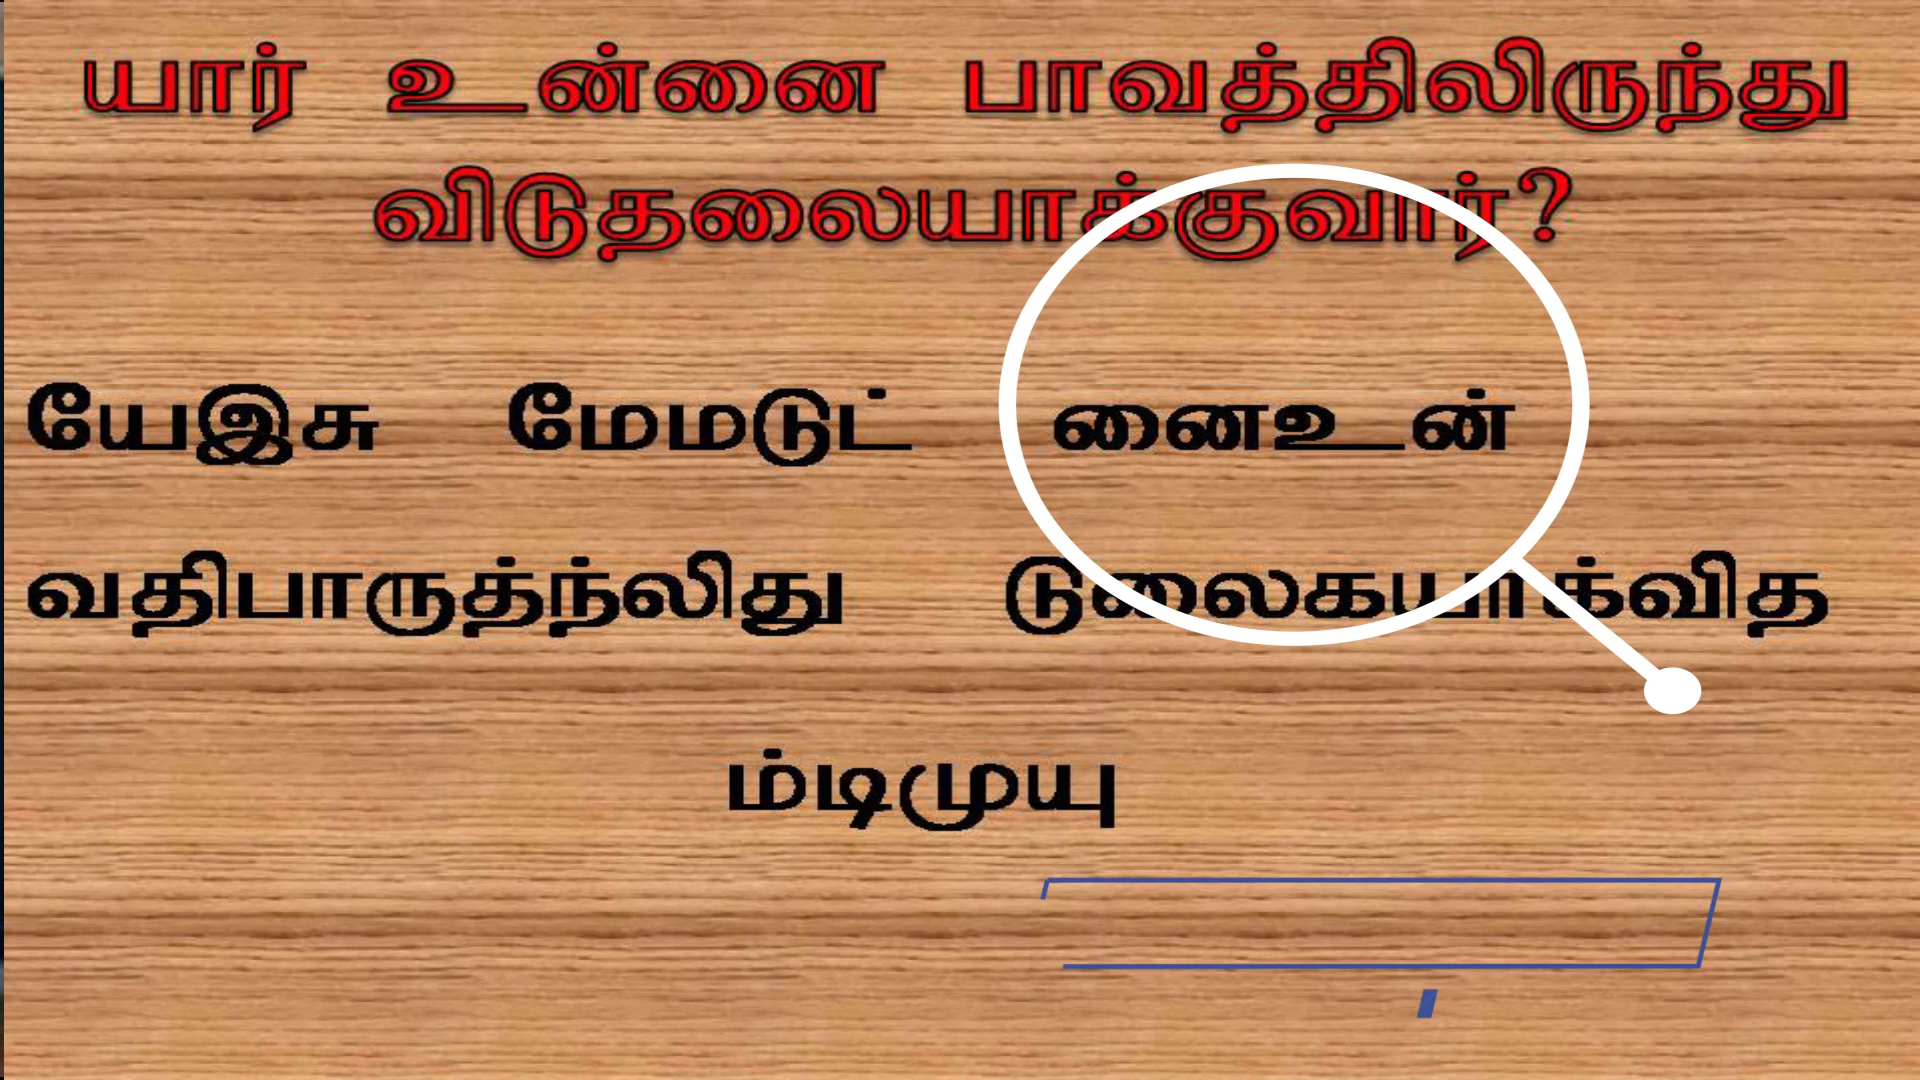 யார் உன்னை பாவத்திலிருந்து
விடுதலையாக்குவார்?
யேஇசு மேமடுட் னைஉன்
வதிபாருத்ந்லிது டுலைகயாக்வித
ம்டிமுயு